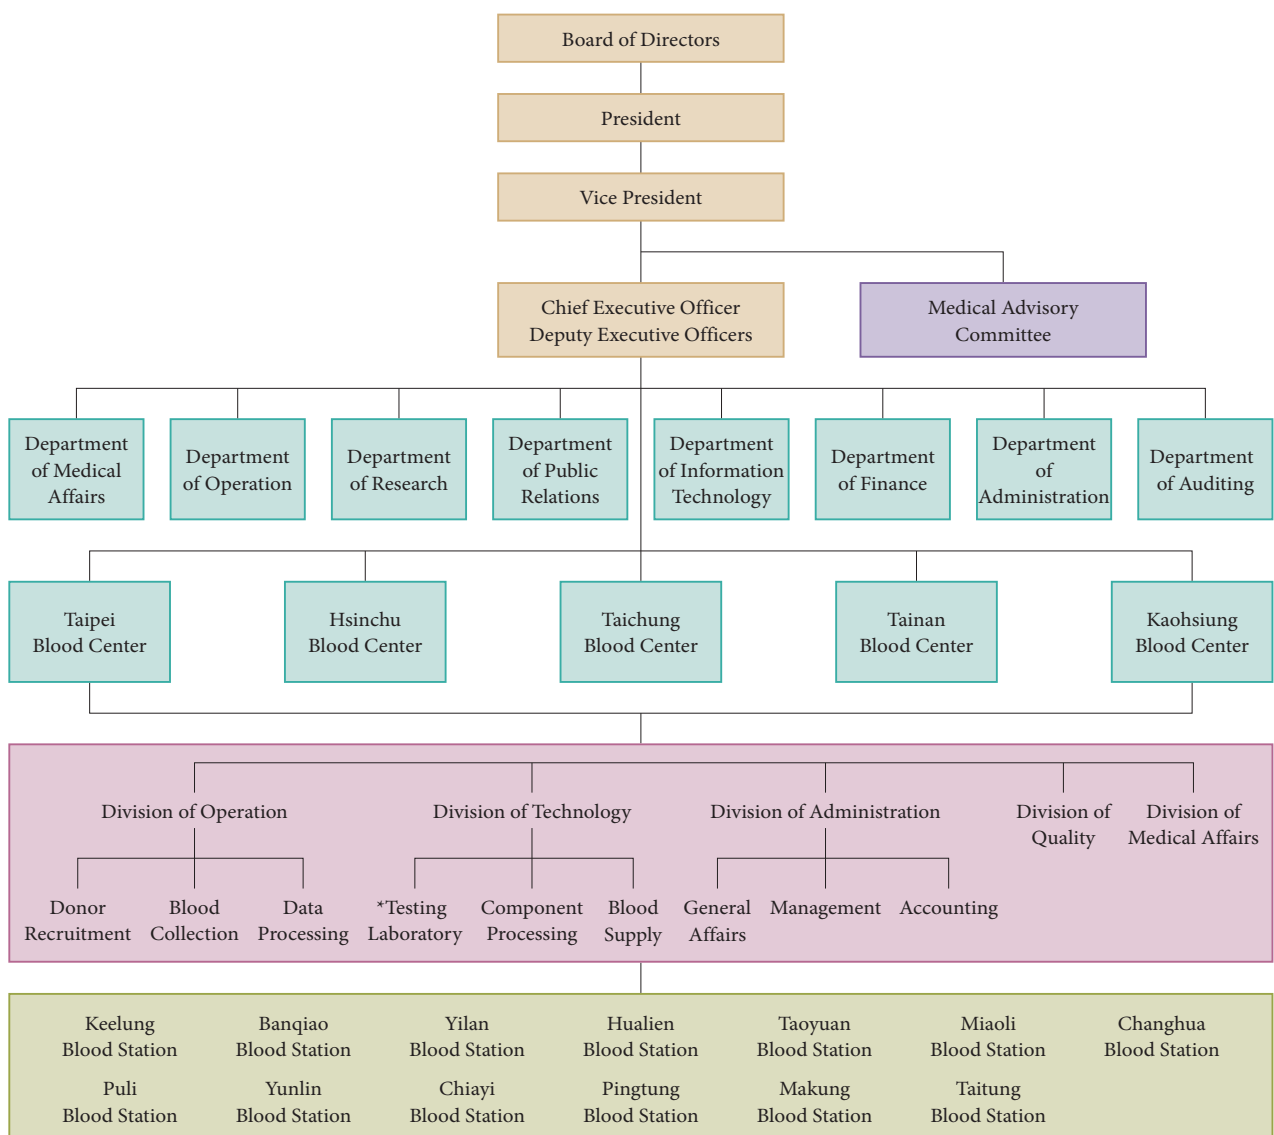 Board of Directors
President
Vice President
Chief Executive Officer
Deputy Executive Officers
Medical Advisory
Committee
Department
of Medical
Affairs
Department
of Operation
Department
of Research
Department
of Public
Relations
Department
of Information
Technology
Department
of Finance
Department
of
Administration
Department
of Auditing
Taipei
Blood Center
Hsinchu
Blood Center
Taichung
Blood Center
Tainan
Blood Center
Kaohsiung
Blood Center
Division of Operation
Division of Technology
Division of Administration
Division of
Quality
Division of
Medical Affairs
Donor
Recruitment
Blood
Collection
Data
Processing
*Testing
Laboratory
Component
Processing
Blood
Supply
General
Affairs
Management
Accounting
Keelung
Blood Station
Banqiao
Blood Station
Yilan
Blood Station
Hualien
Blood Station
Taoyuan
Blood Station
Miaoli
Blood Station
Changhua
Blood Station
Puli
Blood Station
Yunlin
Blood Station
Chiayi
Blood Station
Pingtung
Blood Station
Makung
Blood Station
Taitung
Blood Station